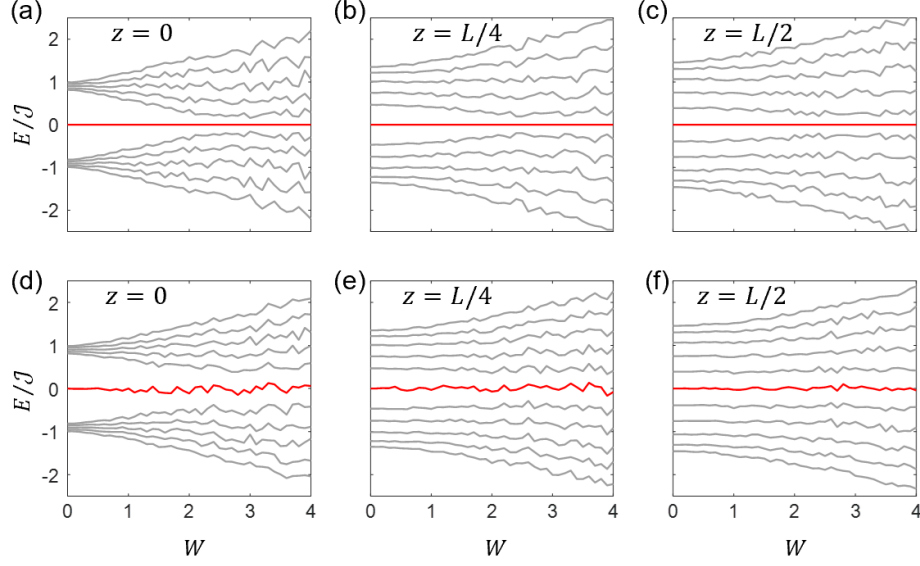 (a) z = 0 (b) z = L/4 (c) z = L/2
2
1
0
-1
-2
E/J
(d) z = 0 (e) z = L/4 (f) z = L/2
2
1
0
-1
-2
E/J
0 1 2 3 4 0 1 2 3 4 0 1 2 3 4
W W W